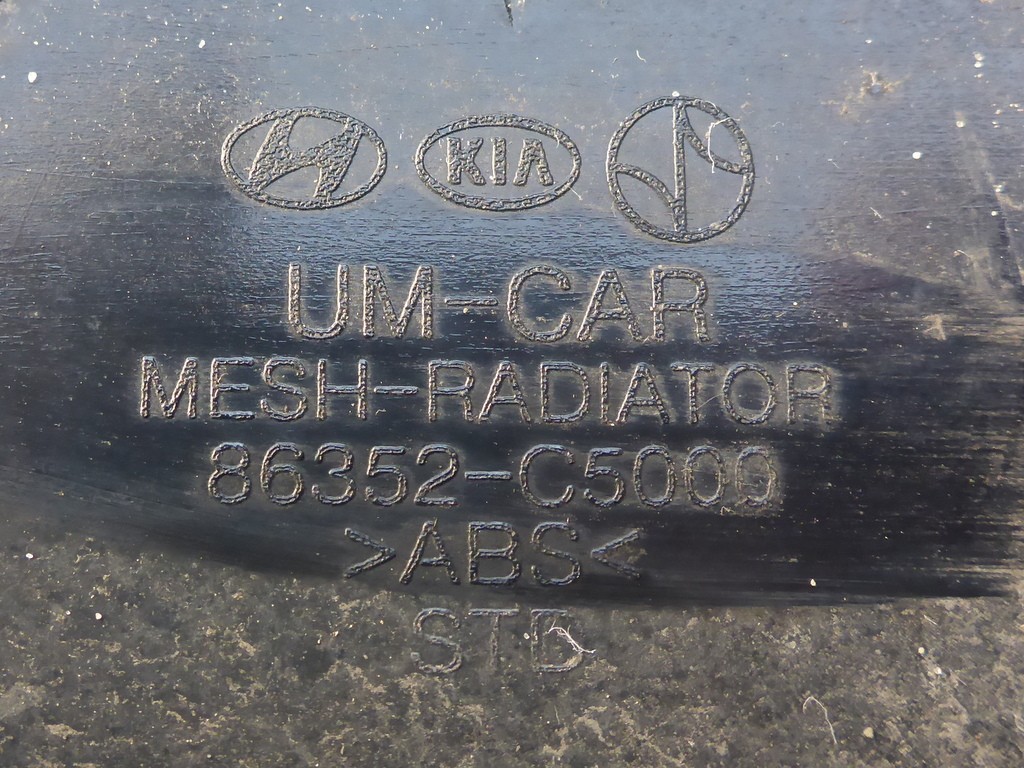 KIA
UM-CAR
MESH-RADIATOR
86352-C5000
>ABS<
STD